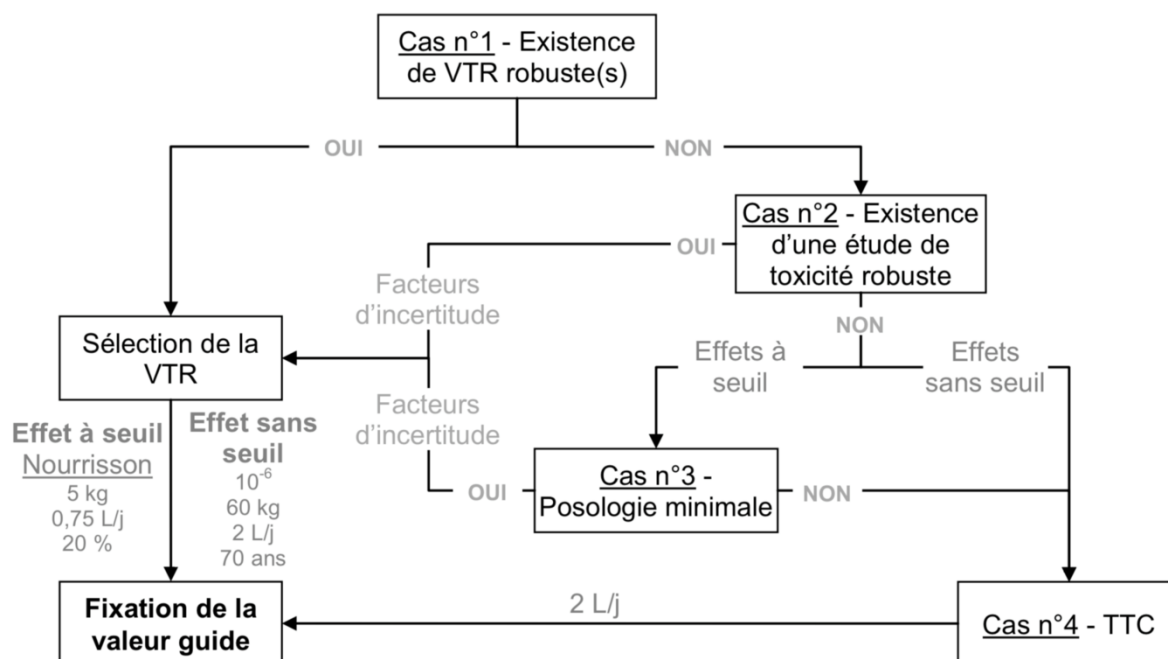 Cas n°1 - Existence
de VTR robuste(s)
OUI
NON
Cas n°2 - Existence
d'une étude de
toxicité robuste
OUI
Facteurs
d'incertitude
NON
Sélection de la
VTR
Effets à
seuil
Effets
sans seuil
Facteurs
d'incertitude
Effet à seuil
Nourrisson
5 kg
0,75 L/j
20 %
Effet sans
seuil
10⁻⁶
60 kg
2 L/j
70 ans
OUI
Cas n°3 -
Posologie minimale
NON
Fixation de la
valeur guide
2 L/j
Cas n°4 - TTC